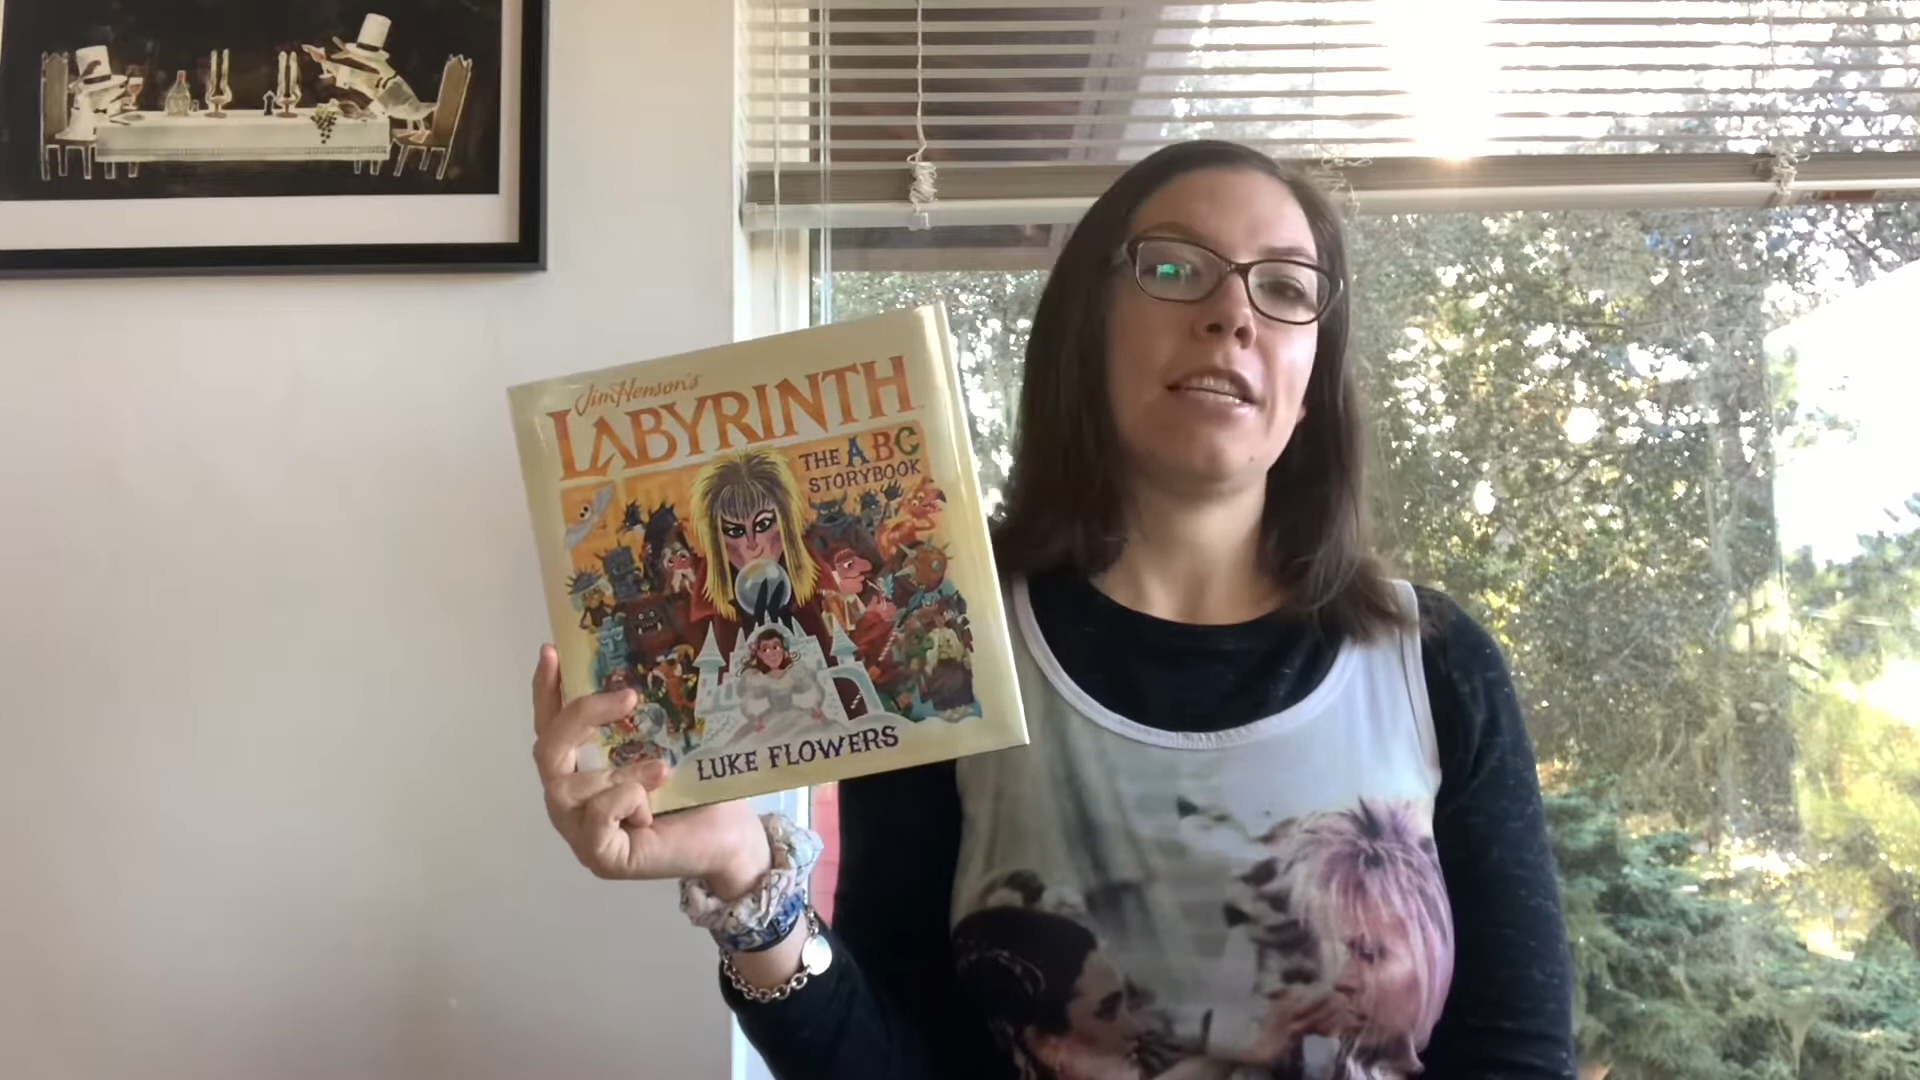 Jim Henson's
LABYRINTH
THE ABC
STORYBOOK
LUKE FLOWERS